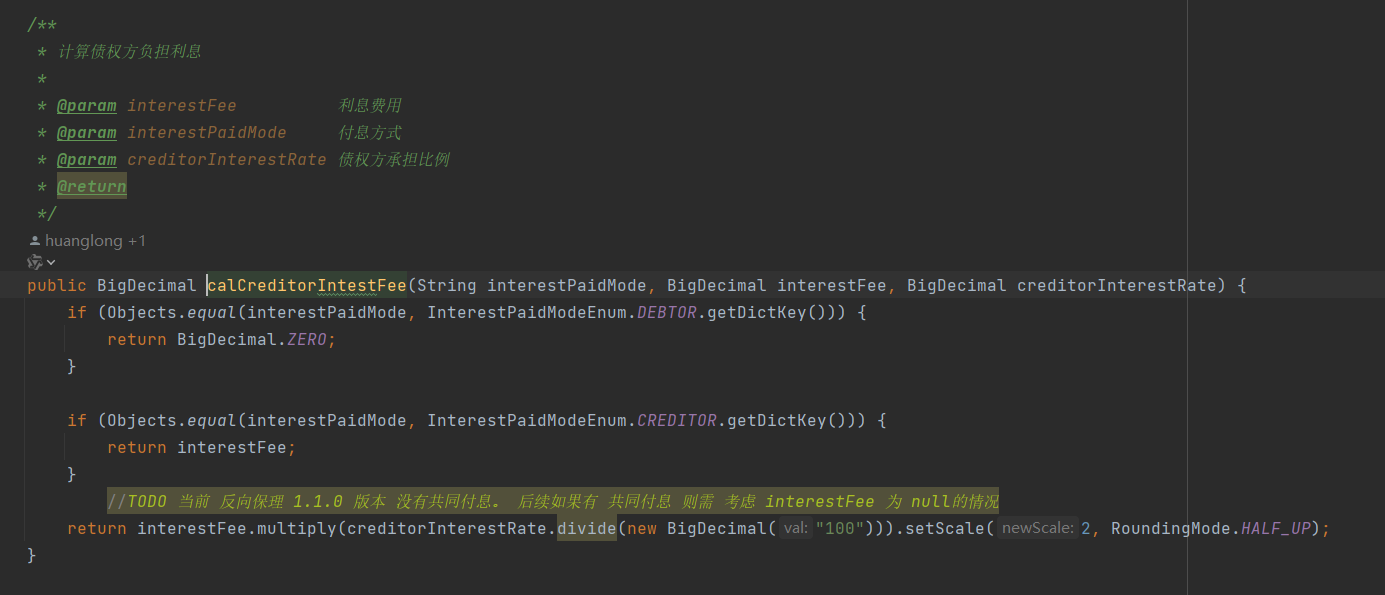 /**
 * 计算债权方负担利息
 *
 * @param interestFee          利息费用
 * @param interestPaidMode     付息方式
 * @param creditorInterestRate 债权方承担比例
 * @return
 */
huanglong +1
public BigDecimal calCreditorIntestFee(String interestPaidMode, BigDecimal interestFee, BigDecimal creditorInterestRate) {
    if (Objects.equal(interestPaidMode, InterestPaidModeEnum.DEBTOR.getDictKey())) {
        return BigDecimal.ZERO;
    }
    if (Objects.equal(interestPaidMode, InterestPaidModeEnum.CREDITOR.getDictKey())) {
        return interestFee;
    }
        //TODO 当前 反向保理 1.1.0 版本 没有共同付息。 后续如果有 共同付息 则需 考虑 interestFee 为 null的情况
    return interestFee.multiply(creditorInterestRate.divide(new BigDecimal( val: "100"))).setScale( newScale: 2, RoundingMode.HALF_UP);
}